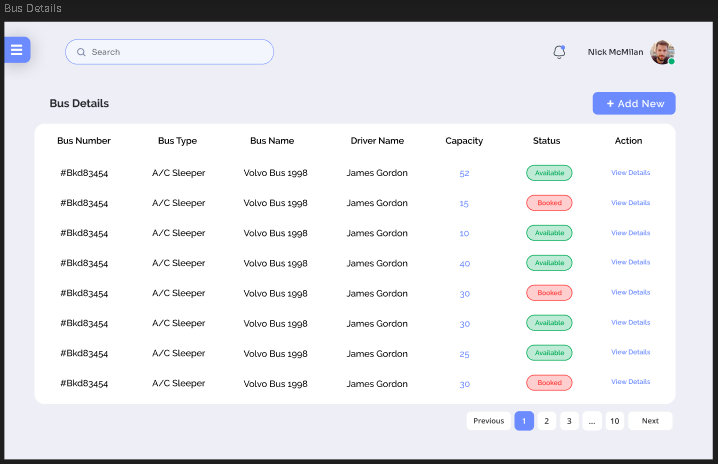 Bus Details
Search
Nick McMilan
Bus Details
+ Add New
Bus Number Bus Type Bus Name Driver Name Capacity Status Action
#Bkd83454 A/C Sleeper Volvo Bus 1998 James Gordon 52 Available View Details
#Bkd83454 A/C Sleeper Volvo Bus 1998 James Gordon 15 Booked View Details
#Bkd83454 A/C Sleeper Volvo Bus 1998 James Gordon 10 Available View Details
#Bkd83454 A/C Sleeper Volvo Bus 1998 James Gordon 40 Available View Details
#Bkd83454 A/C Sleeper Volvo Bus 1998 James Gordon 30 Booked View Details
#Bkd83454 A/C Sleeper Volvo Bus 1998 James Gordon 30 Available View Details
#Bkd83454 A/C Sleeper Volvo Bus 1998 James Gordon 25 Available View Details
#Bkd83454 A/C Sleeper Volvo Bus 1998 James Gordon 30 Booked View Details
Previous 1 2 3 ... 10 Next